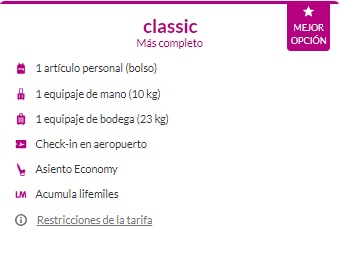 classic
Más completo
MEJOR
OPCIÓN
1 artículo personal (bolso)
1 equipaje de mano (10 kg)
1 equipaje de bodega (23 kg)
Check-in en aeropuerto
Asiento Economy
LM Acumula lifemiles
Restricciones de la tarifa